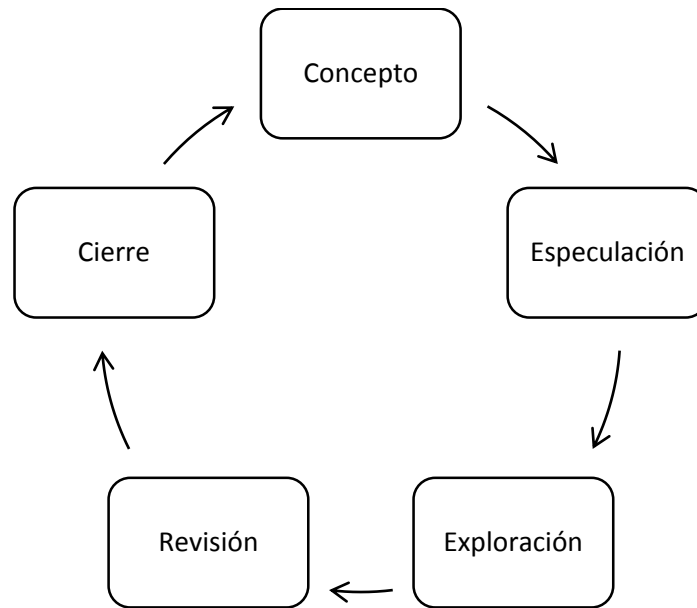 Concepto
Especulación
Exploración
Revisión
Cierre